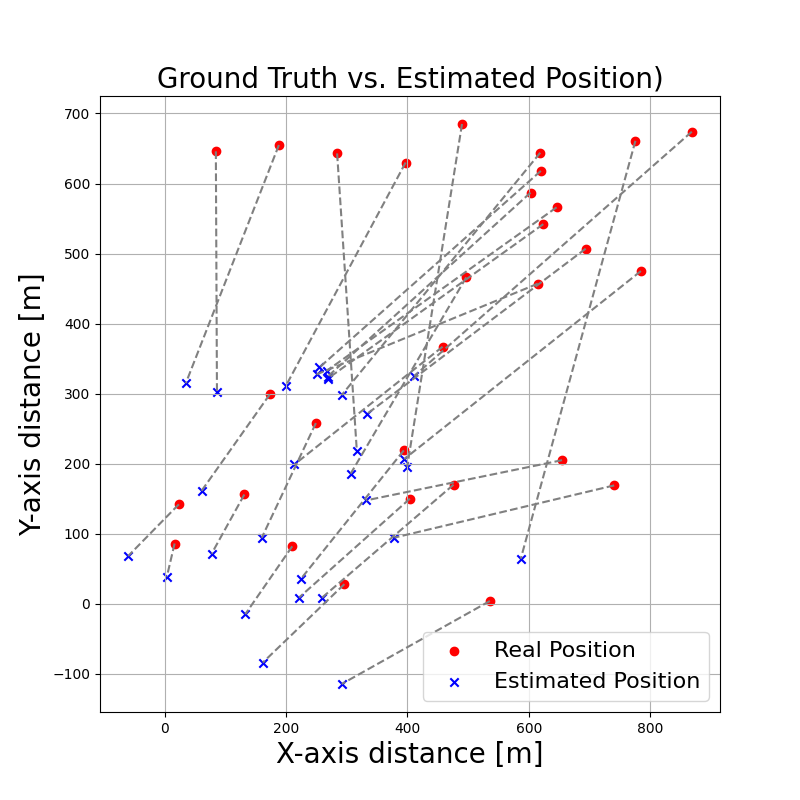 Ground Truth vs. Estimated Position)
Y-axis distance [m]
700
600
500
400
300
200
100
0
−100
0
200
400
600
800
X-axis distance [m]
Real Position
Estimated Position